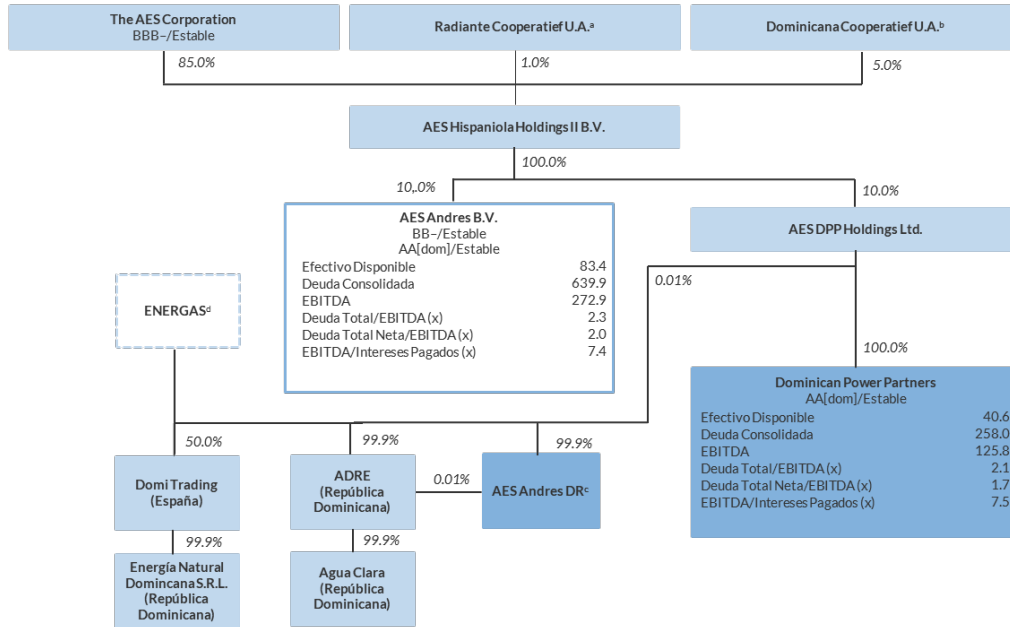 The AES Corporation
BBB–/Estable
Radiante Cooperatief U.A.ᵃ
Dominicana Cooperatief U.A.ᵇ
85.0%
1.0%
5.0%
AES Hispaniola Holdings II B.V.
100.0%
10,.0%
10.0%
AES Andres B.V.
BB–/Estable
AA[dom]/Estable
Efectivo Disponible 83.4
Deuda Consolidada 639.9
EBITDA 272.9
Deuda Total/EBITDA (x) 2.3
Deuda Total Neta/EBITDA (x) 2.0
EBITDA/Intereses Pagados (x) 7.4
AES DPP Holdings Ltd.
0.01%
ENERGASᵈ
100.0%
Dominican Power Partners
AA[dom]/Estable
Efectivo Disponible 40.6
Deuda Consolidada 258.0
EBITDA 125.8
Deuda Total/EBITDA (x) 2.1
Deuda Total Neta/EBITDA (x) 1.7
EBITDA/Intereses Pagados (x) 7.5
50.0%
99.9%
99.9%
Domi Trading
(España)
ADRE
(República
Dominicana)
0.01%
AES Andres DRᶜ
99.9%
99.9%
Energía Natural
Domincana S.R.L.
(República
Dominicana)
Agua Clara
(República
Dominicana)